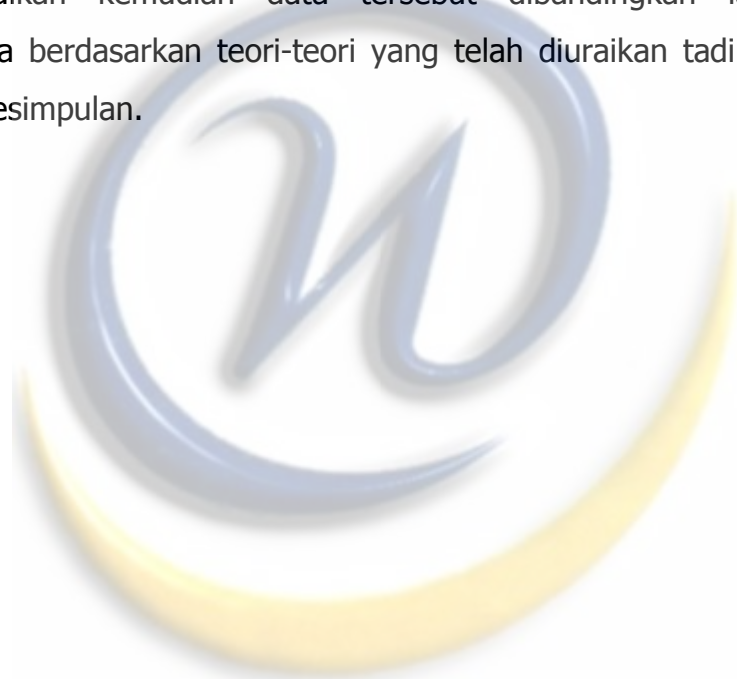 kemudian data tersebut dibandingkan
berdasarkan teori-teori yang telah diuraikan tadi
esimpulan.